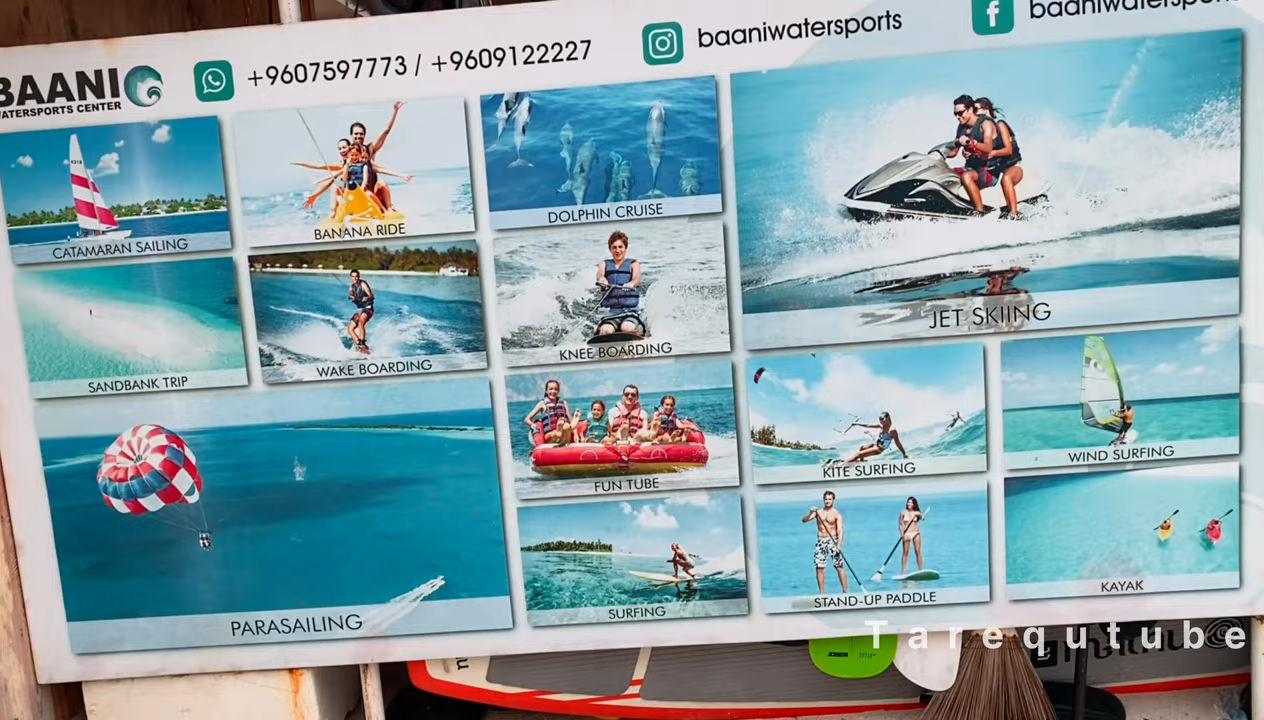 BAANI
WATERSPORTS CENTER
+9607597773 / +9609122227
baaniwatersports
baaniwatersports
CATAMARAN SAILING
BANANA RIDE
DOLPHIN CRUISE
JET SKIING
SANDBANK TRIP
WAKE BOARDING
KNEE BOARDING
KITE SURFING
WIND SURFING
PARASAILING
FUN TUBE
SURFING
STAND-UP PADDLE
KAYAK
Tarequtube